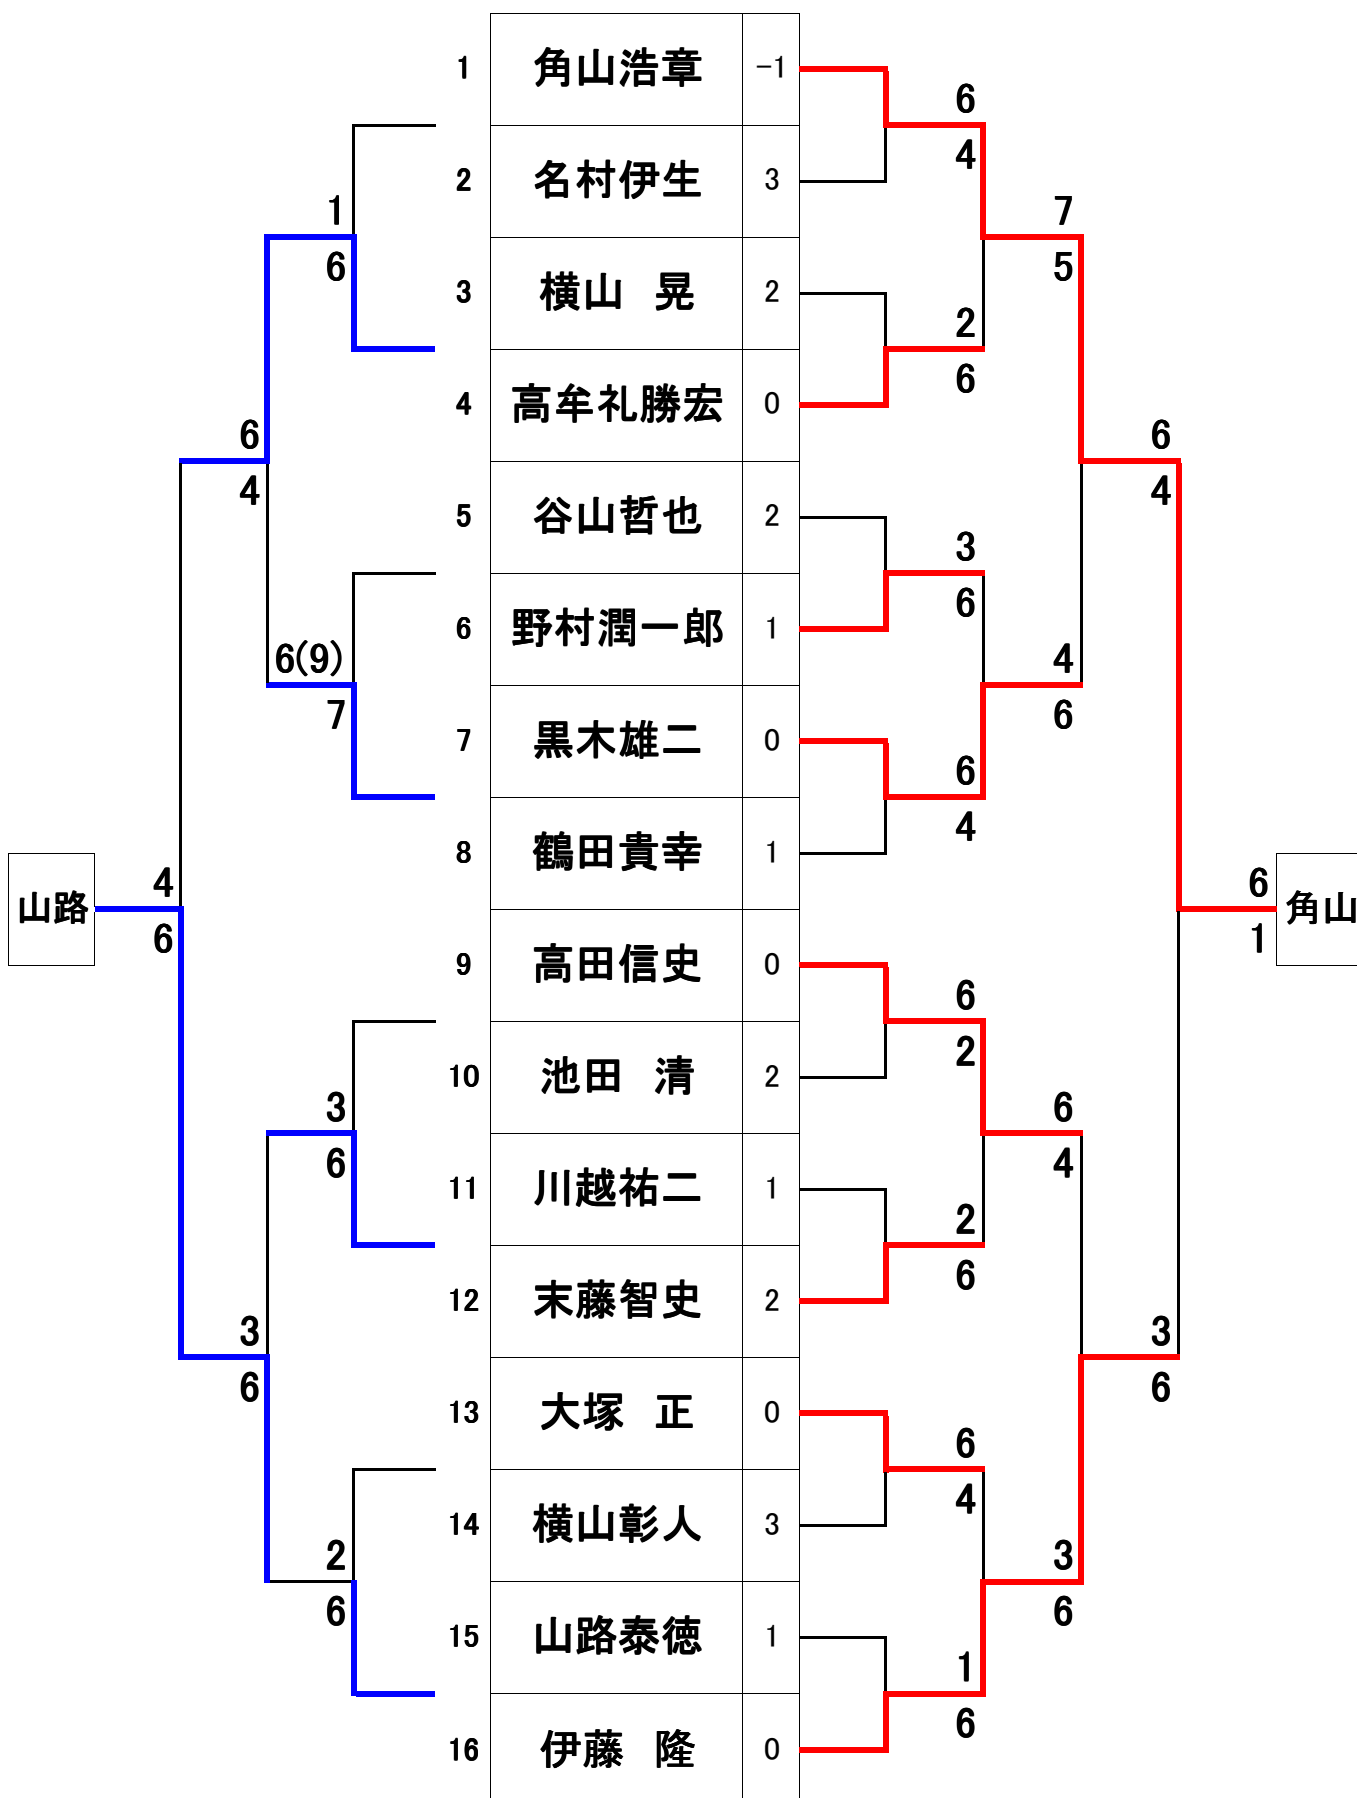 1 角山浩章 -1
6
4
1
2 名村伊生 3
7
6
5
3 横山　晃 2
2
6
4 高牟礼勝宏 0
6
6
4
4
5 谷山哲也 2
3
6
6 野村潤一郎 1
6(9)
4
7
6
7 黒木雄二 0
6
4
8 鶴田貴幸 1
4
6
山路
角山
6
1
9 高田信史 0
6
2
10 池田　清 2
3
6
6
4
11 川越祐二 1
2
6
12 末藤智史 2
3
3
6
6
13 大塚　正 0
6
4
14 横山彰人 3
2
3
6
6
15 山路泰徳 1
1
6
16 伊藤　隆 0